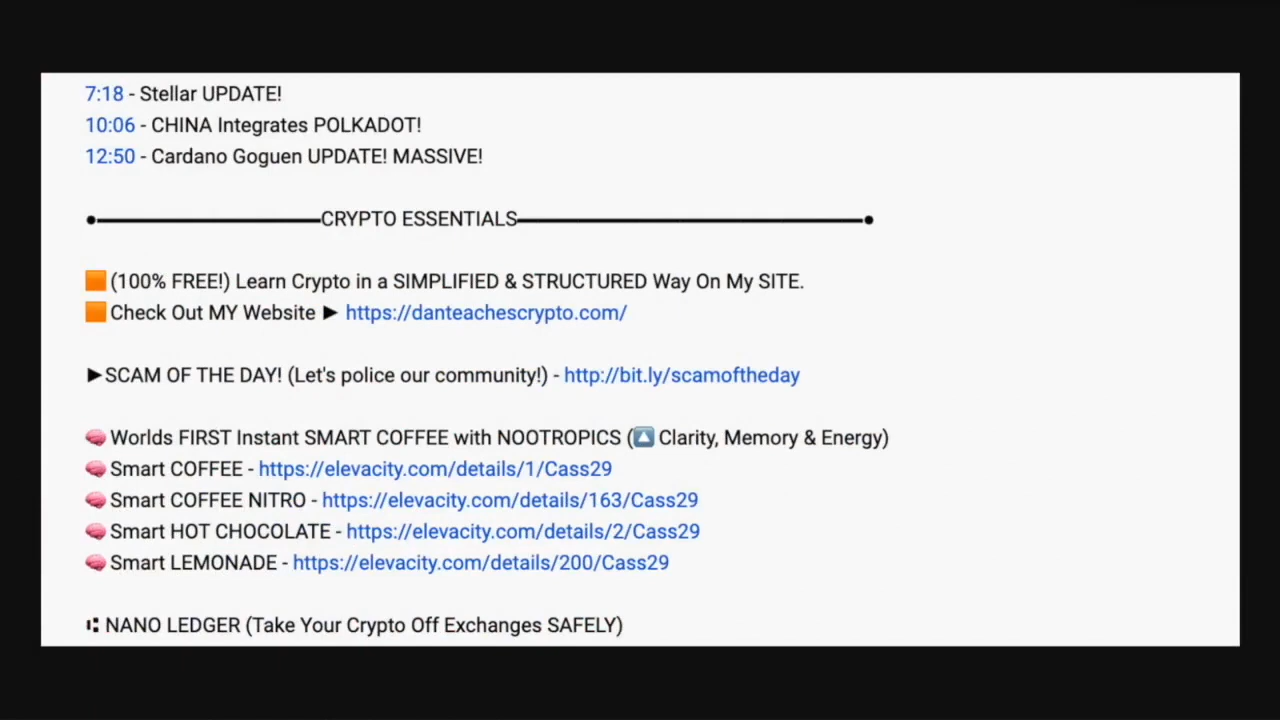 7:18 - Stellar UPDATE!
10:06 - CHINA Integrates POLKADOT!
12:50 - Cardano Goguen UPDATE! MASSIVE!
●▬▬▬▬▬▬▬▬▬CRYPTO ESSENTIALS▬▬▬▬▬▬▬▬▬▬▬▬▬▬●
🟧 (100% FREE!) Learn Crypto in a SIMPLIFIED & STRUCTURED Way On My SITE.
🟧 Check Out MY Website ► https://danteachescrypto.com/
►SCAM OF THE DAY! (Let's police our community!) - http://bit.ly/scamoftheday
🧠 Worlds FIRST Instant SMART COFFEE with NOOTROPICS (🔼 Clarity, Memory & Energy)
🧠 Smart COFFEE - https://elevacity.com/details/1/Cass29
🧠 Smart COFFEE NITRO - https://elevacity.com/details/163/Cass29
🧠 Smart HOT CHOCOLATE - https://elevacity.com/details/2/Cass29
🧠 Smart LEMONADE - https://elevacity.com/details/200/Cass29
⑆ NANO LEDGER (Take Your Crypto Off Exchanges SAFELY)